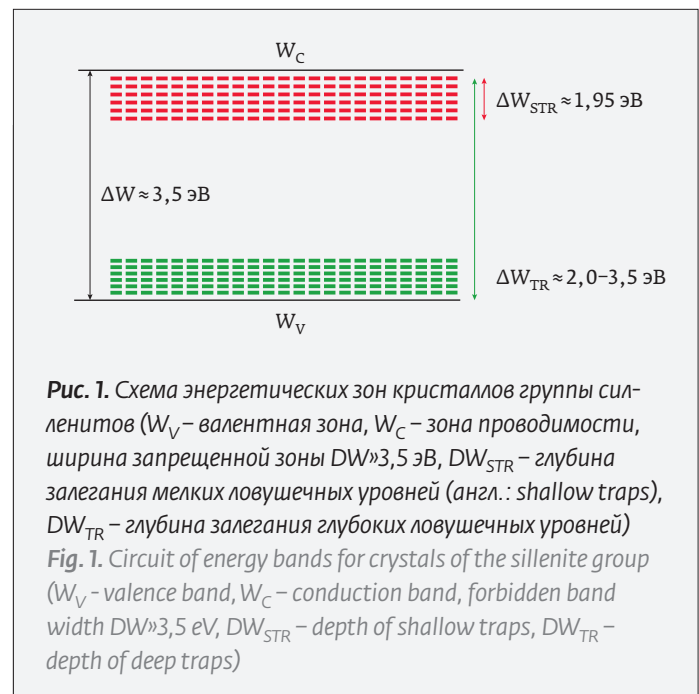 W_C
ΔW_STR ≈ 1,95 эВ
ΔW ≈ 3,5 эВ
ΔW_TR ≈ 2,0–3,5 эВ
W_V
Рис. 1. Схема энергетических зон кристаллов группы сил-
ленитов (W_V – валентная зона, W_C – зона проводимости,
ширина запрещенной зоны DW»3,5 эВ, DW_STR – глубина
залегания мелких ловушечных уровней (англ.: shallow traps),
DW_TR – глубина залегания глубоких ловушечных уровней)
Fig. 1. Circuit of energy bands for crystals of the sillenite group
(W_V - valence band, W_C – conduction band, forbidden band
width DW»3,5 eV, DW_STR – depth of shallow traps, DW_TR –
depth of deep traps)